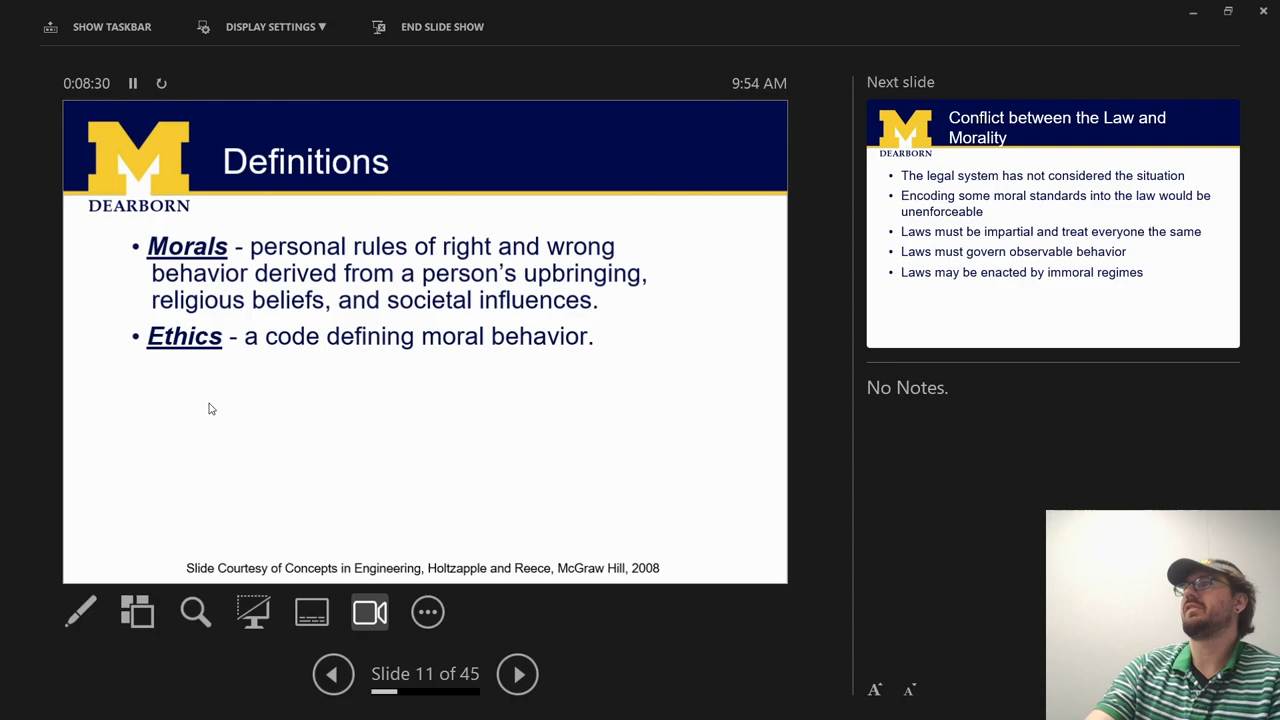 SHOW TASKBAR
DISPLAY SETTINGS ▼
END SLIDE SHOW
0:08:30
9:54 AM
M
DEARBORN
Definitions
• Morals - personal rules of right and wrong
behavior derived from a person's upbringing,
religious beliefs, and societal influences.
• Ethics - a code defining moral behavior.
Slide Courtesy of Concepts in Engineering, Holtzapple and Reece, McGraw Hill, 2008
Slide 11 of 45
Next slide
M
DEARBORN
Conflict between the Law and
Morality
• The legal system has not considered the situation
• Encoding some moral standards into the law would be
unenforceable
• Laws must be impartial and treat everyone the same
• Laws must govern observable behavior
• Laws may be enacted by immoral regimes
No Notes.
A A